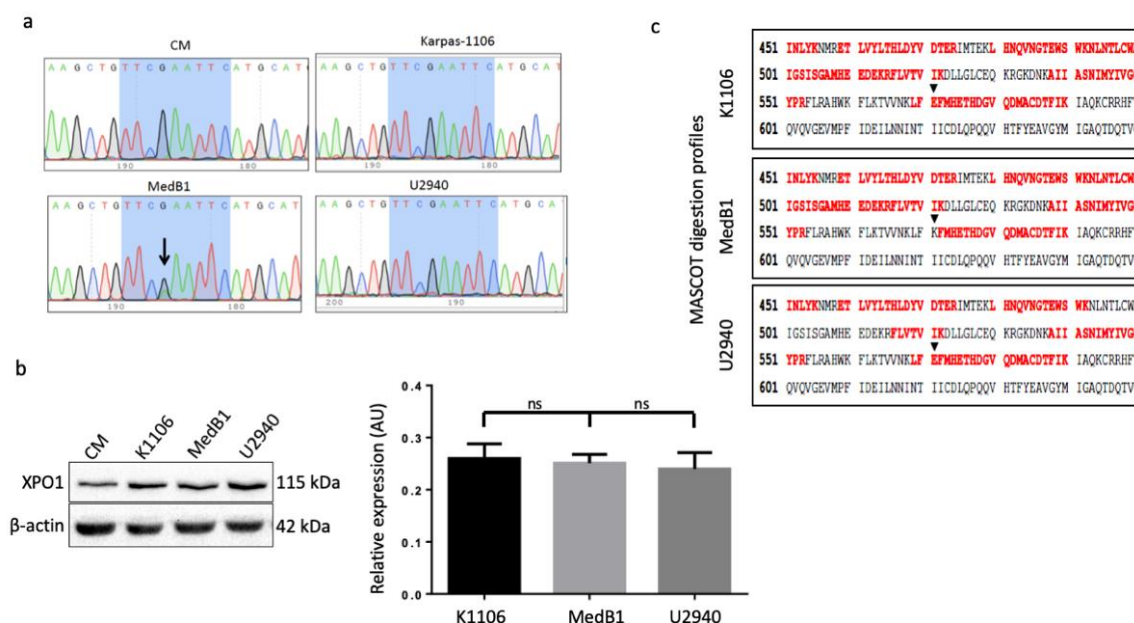 a
CM
A A G C T G T T C G A A T T C A T G C A T
190 180
Karpas-1106
A A G C T G T T C G A A T T C A T G C A T
190 180
MedB1
A A G C T G T T C G A A T T C A T G C A T
190 180
U2940
A A G C T G T T C G A A T T C A T G C A
200 190
b
CM K1106 MedB1 U2940
XPO1 115 kDa
β-actin 42 kDa
Relative expression (AU)
0.4
0.3
0.2
0.1
0.0
ns ns
K1106 MedB1 U2940
c
MASCOT digestion profiles
K1106
451 INLYKNMRET LVYLTHLDYV DTERIMTEKL HNQVNGTEWS WKNLNTLCW
501 IGSISGAMHE EDEKRFLVTV IKDLLGLCEQ KRGKDNKAII ASNIMYIVG
551 YPRFLRAHWK FLKTVVNKLF EFMHETHDGV QDMACDTFIK IAQKCRRHF
601 QVQVGEVMPF IDEILNNINT IICDLQPQQV HTFYEAVGYM IGAQTDQTV
MedB1
451 INLYKNMRET LVYLTHLDYV DTERIMTEKL HNQVNGTEWS WKNLNTLCW
501 IGSISGAMHE EDEKRFLVTV IKDLLGLCEQ KRGKDNKAII ASNIMYIVG
551 YPRFLRAHWK FLKTVVNKLF KFMHETHDGV QDMACDTFIK IAQKCRRHF
601 QVQVGEVMPF IDEILNNINT IICDLQPQQV HTFYEAVGYM IGAQTDQTV
U2940
451 INLYKNMRET LVYLTHLDYV DTERIMTEKL HNQVNGTEWS WKNLNTLCW
501 IGSISGAMHE EDEKRFLVTV IKDLLGLCEQ KRGKDNKAII ASNIMYIVG
551 YPRFLRAHWK FLKTVVNKLF EFMHETHDGV QDMACDTFIK IAQKCRRHF
601 QVQVGEVMPF IDEILNNINT IICDLQPQQV HTFYEAVGYM IGAQTDQTV